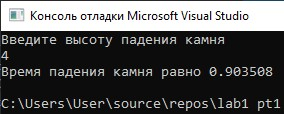 Консоль отладки Microsoft Visual Studio
Введите высоту падения камня
4
Время падения камня равно 0.903508
C:\Users\User\source\repos\lab1 pt1